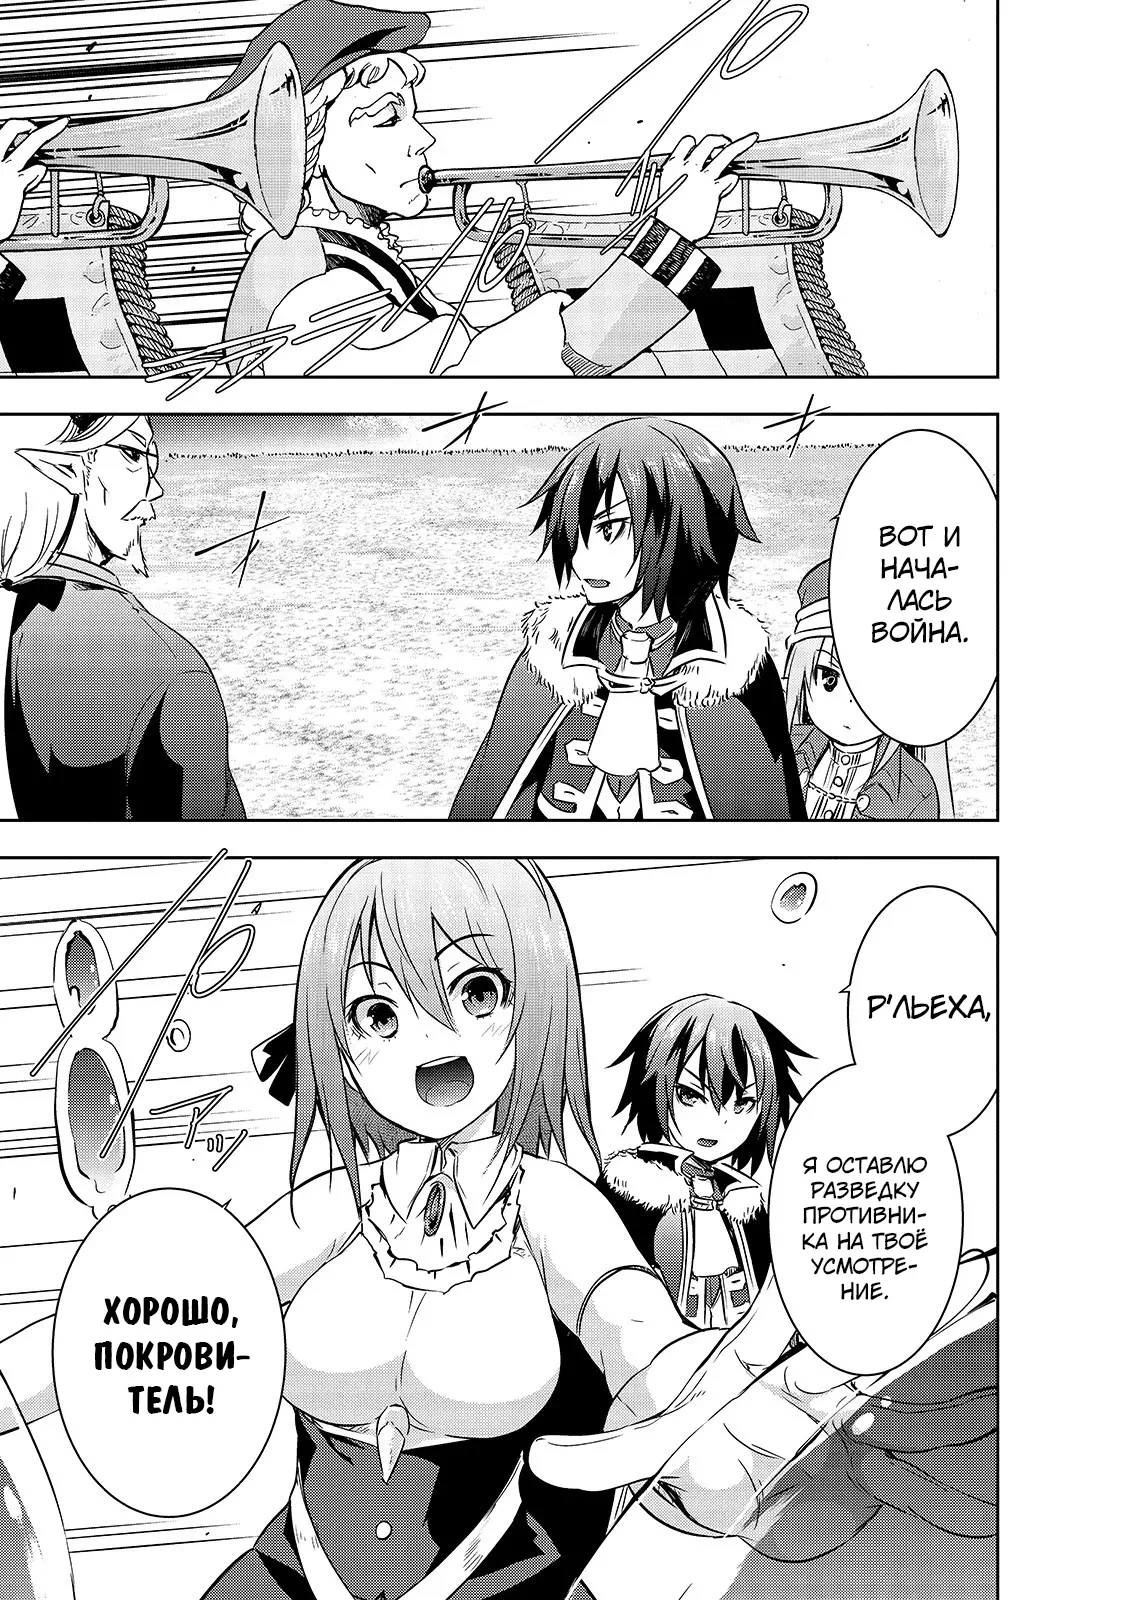 ВОТ И
НАЧА-
ЛАСЬ
ВОЙНА.
Р'ЛЬЕХА,
Я ОСТАВЛЮ
РАЗВЕДКУ
ПРОТИВНИ-
КА НА ТВОЁ
УСМОТРЕ-
НИЕ.
ХОРОШО,
ПОКРОВИ-
ТЕЛЬ!